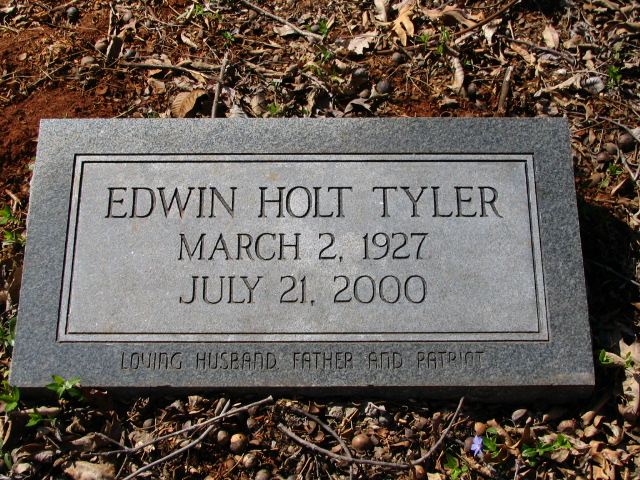 EDWIN HOLT TYLER
MARCH 2, 1927
JULY 21, 2000
LOVING HUSBAND, FATHER AND PATRIOT